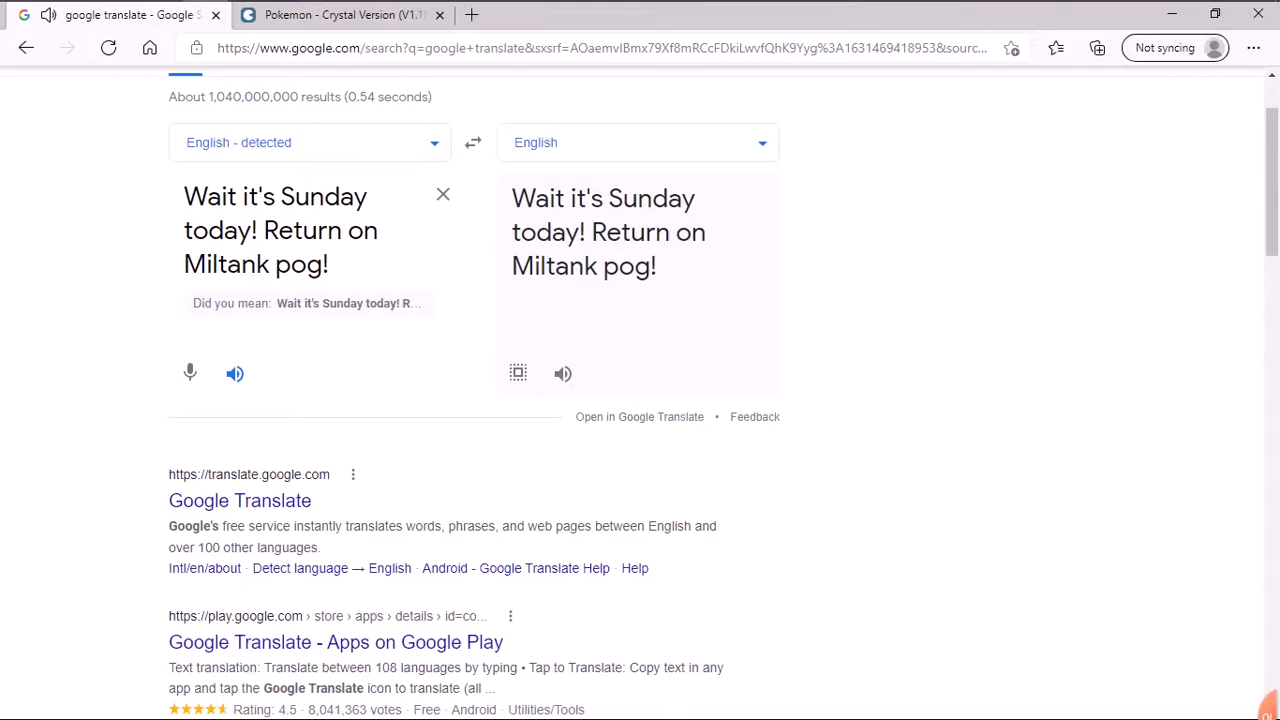 google translate - Google S
Pokemon - Crystal Version (V1.1)
https://www.google.com/search?q=google+translate&sxsrf=AOaemvIBmx79Xf8mRCcFDkiLwvfQhK9Yyg%3A1631469418953&sourc...
Not syncing
About 1,040,000,000 results (0.54 seconds)
English - detected
English
Wait it's Sunday
today! Return on
Miltank pog!
Did you mean: Wait it's Sunday today! R...
Wait it's Sunday
today! Return on
Miltank pog!
Open in Google Translate • Feedback
https://translate.google.com
Google Translate
Google's free service instantly translates words, phrases, and web pages between English and
over 100 other languages.
Intl/en/about · Detect language → English · Android - Google Translate Help · Help
https://play.google.com › store › apps › details › id=co...
Google Translate - Apps on Google Play
Text translation: Translate between 108 languages by typing • Tap to Translate: Copy text in any
app and tap the Google Translate icon to translate (all ...
Rating: 4.5 · 8,041,363 votes · Free · Android · Utilities/Tools